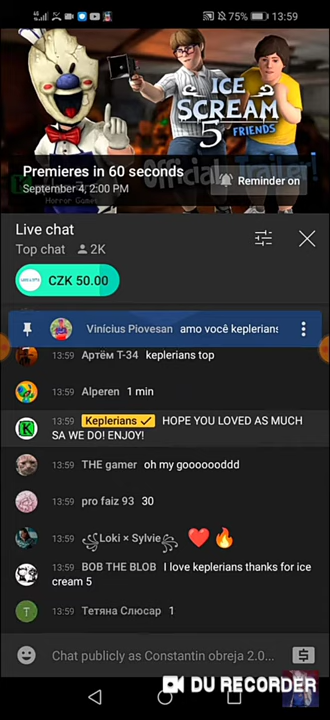 75% 13:59
ICE
SCREAM
5 FRIENDS
Official Trailer!
Premieres in 60 seconds
September 4, 2:00 PM
Reminder on
Horror Games
Live chat
Top chat 2K
CZK 50.00
Vinícius Piovesan amo você keplerians
13:59 Артём Т-34 keplerians top
13:59 Alperen 1 min
13:59 Keplerians HOPE YOU LOVED AS MUCH
SA WE DO! ENJOY!
13:59 THE gamer oh my gooooooddd
13:59 pro faiz 93 30
13:59 ꧁Loki × Sylvie꧂ ❤️🔥
13:59 BOB THE BLOB I love keplerians thanks for ice
cream 5
Т 13:59 Тетяна Слюсар 1
Chat publicly as Constantin obreja 2.0...
DU RECORDER